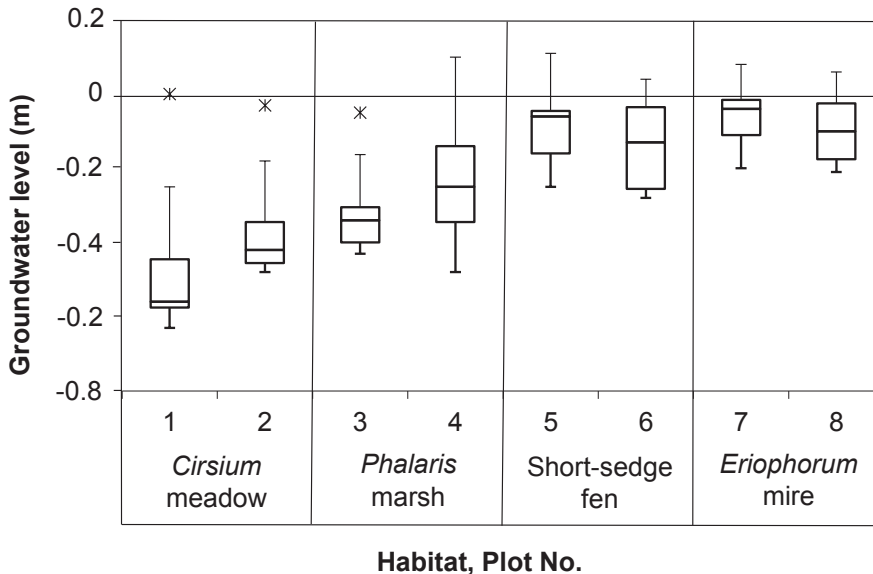 0.2
0
-0.2
-0.4
-0.2
-0.8
Groundwater level (m)
1 2 3 4 5 6 7 8
Cirsium meadow
Phalaris marsh
Short-sedge fen
Eriophorum mire
Habitat, Plot No.